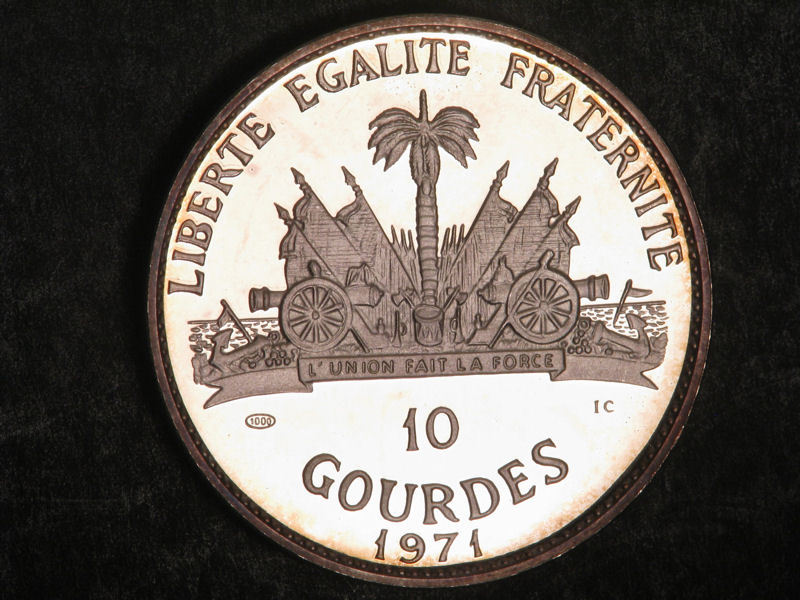 LIBERTE EGALITE FRATERNITE
L'UNION FAIT LA FORCE
1000
IC
10
GOURDES
1971